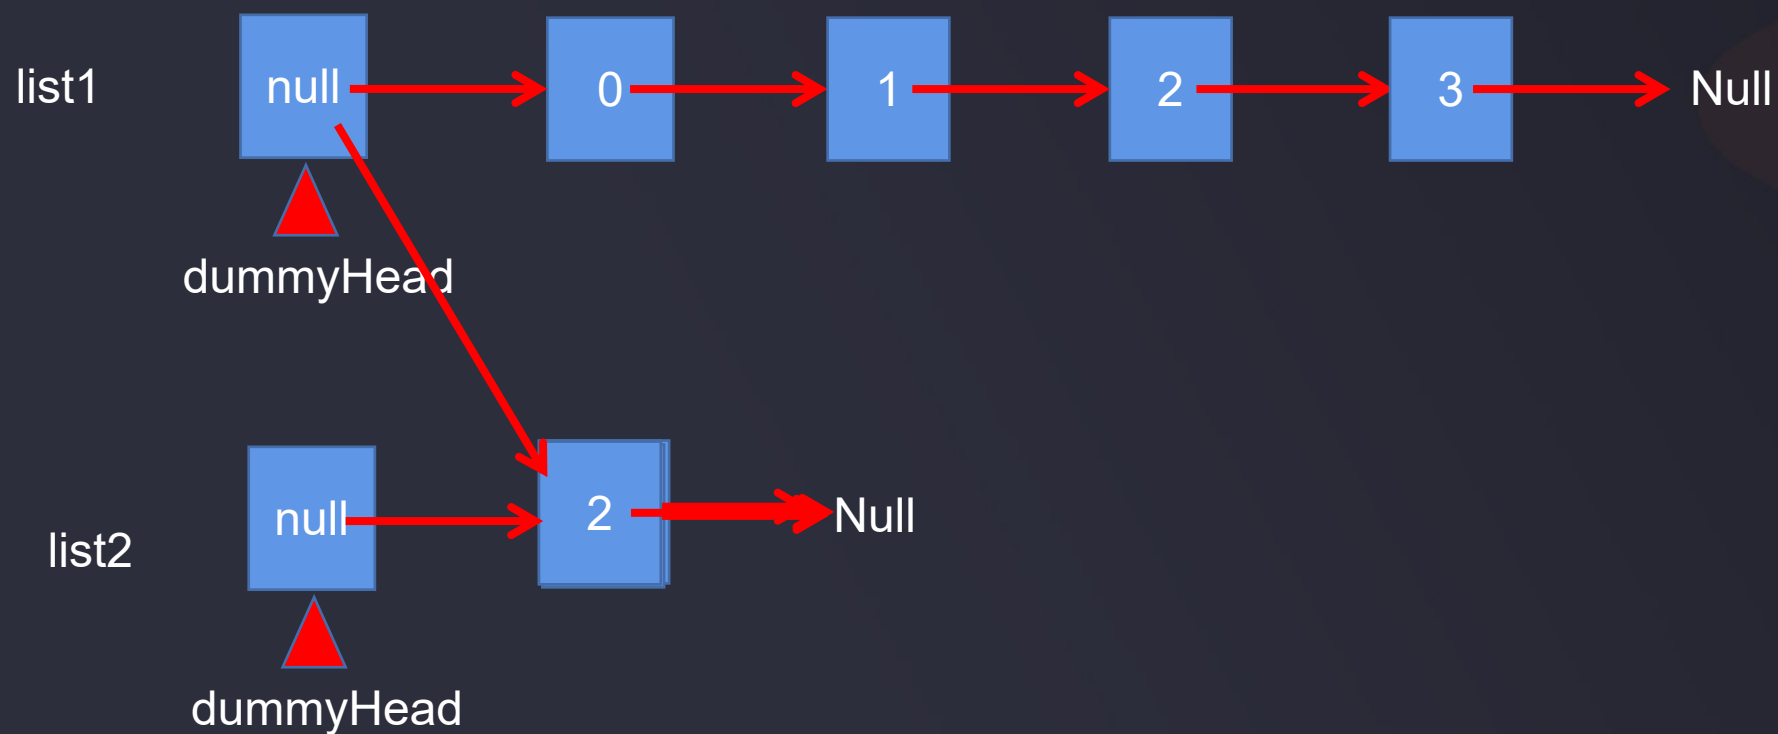 list1 null 0 1 2 3 Null
dummyHead
null 2 Null
list2
dummyHead